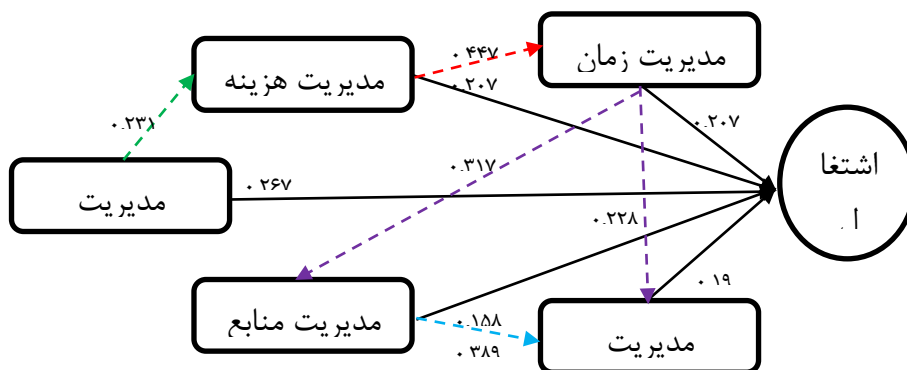 مدیریت زمان
۰.۴۴۷
مدیریت هزینه
۰.۲۰۷
۰.۲۰۷
۰.۲۳۱
اشتغا
۰.۳۱۷
۰.۲۶۷
مدیریت
۰.۲۲۸
۰.۱۹
مدیریت منابع
۰.۱۵۸
مدیریت
۰.۳۸۹